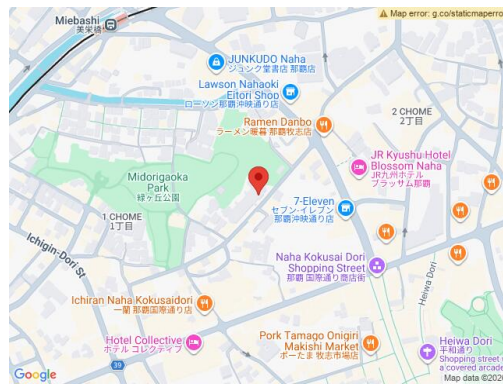 Map error: g.co/staticmaperro
Miebashi
美栄橋
JUNKUDO Naha
ジュンク堂書店 那覇店
Lawson Nahaoki
Eitori Shop
ローソン那覇沖映通り店
2 CHOME
2丁目
Ramen Danbo
ラーメン暖暮 那覇牧志店
JR Kyushu Hotel
Blossom Naha
JR九州ホテル
ブラッサム那覇
Midorigaoka
Park
緑ヶ丘公園
7-Eleven
セブン-イレブン
那覇沖映通り店
1 CHOME
1丁目
Ichigin-Dori St
Naha Kokusai Dori
Shopping Street
那覇 国際通り商店街
Heiwa Dori
Ichiran Naha Kokusaidori
一蘭 那覇国際通り店
Hotel Collective
ホテル コレクティブ
Pork Tamago Onigiri
Makishi Market
ポーたま 牧志市場店
Heiwa Dori
平和通り
Shopping street
a covered arcad
39
Google
Map data ©202